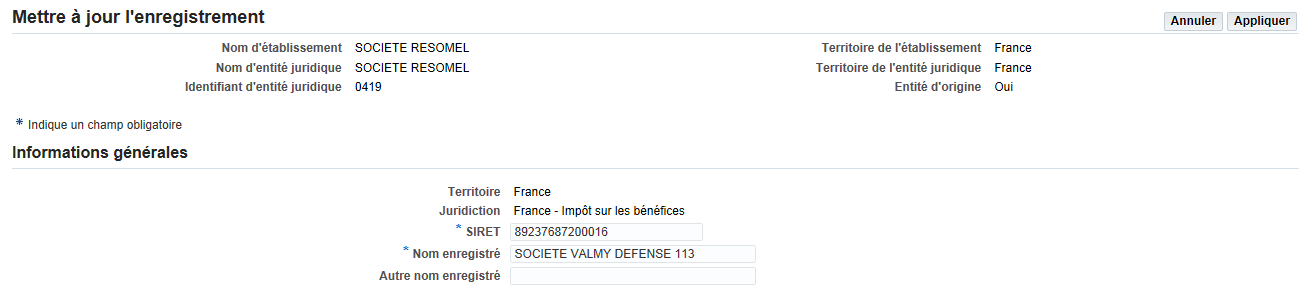 Mettre à jour l'enregistrement
Annuler Appliquer
Nom d'établissement SOCIETE RESOMEL Territoire de l'établissement France
Nom d'entité juridique SOCIETE RESOMEL Territoire de l'entité juridique France
Identifiant d'entité juridique 0419 Entité d'origine Oui
* Indique un champ obligatoire
Informations générales
Territoire France
Juridiction France - Impôt sur les bénéfices
* SIRET 89237687200016
* Nom enregistré SOCIETE VALMY DEFENSE 113
Autre nom enregistré